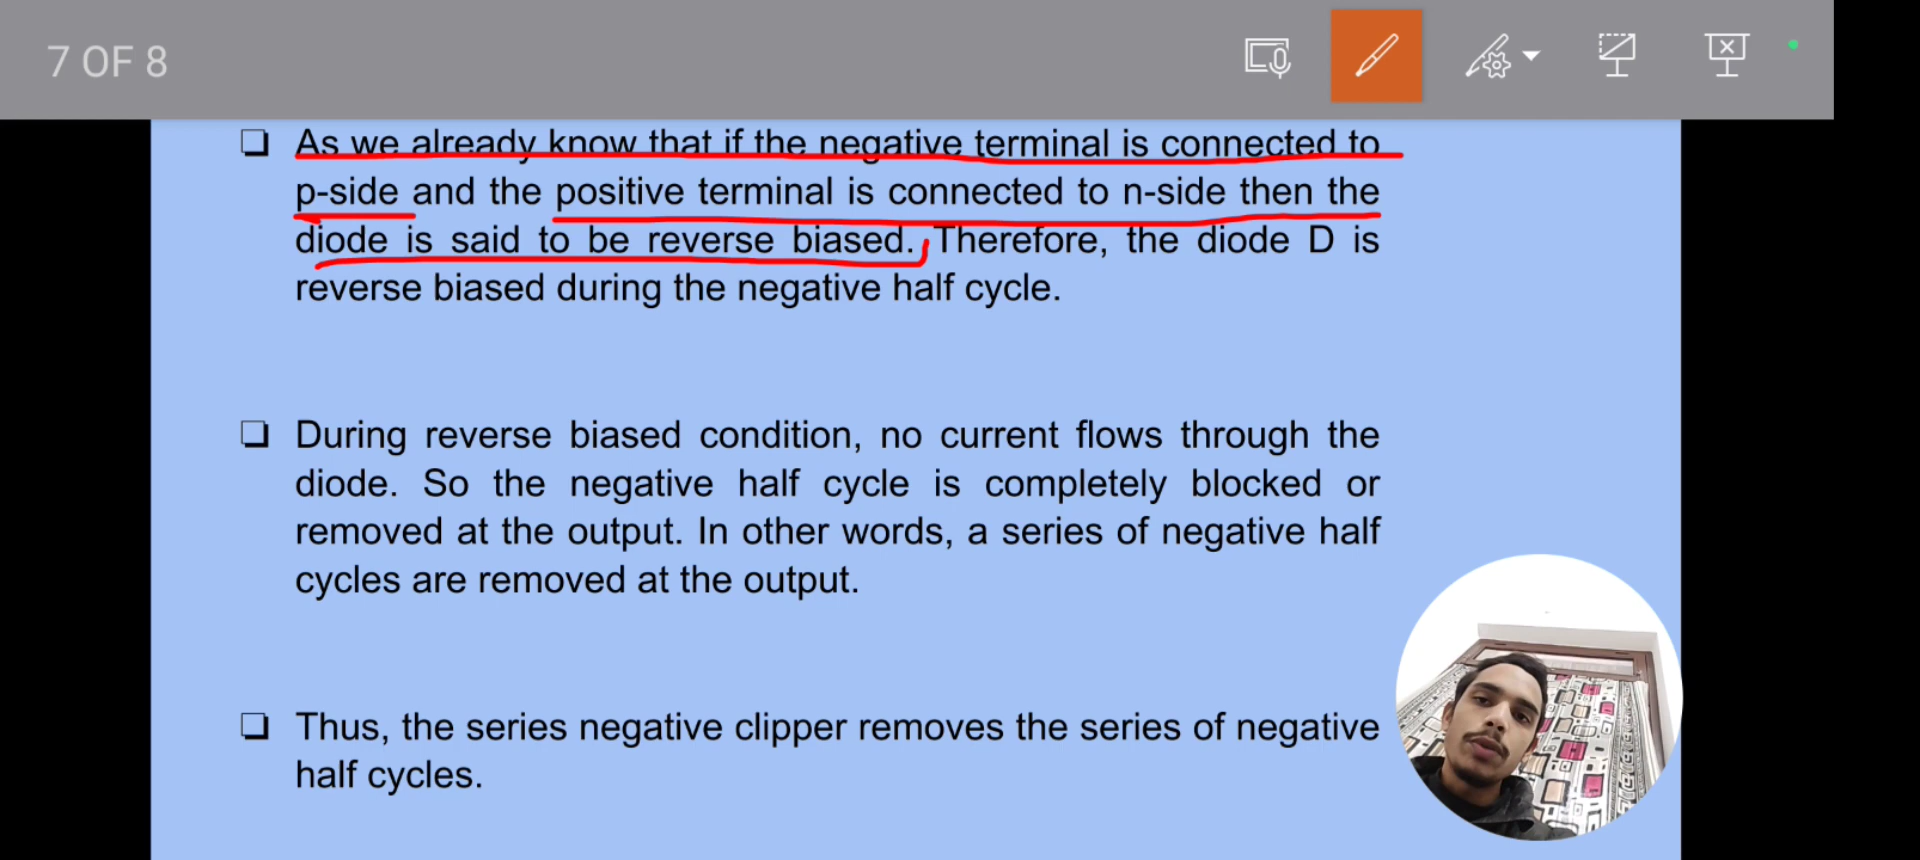 7 OF 8
❏ As we already know that if the negative terminal is connected to
p-side and the positive terminal is connected to n-side then the
diode is said to be reverse biased. Therefore, the diode D is
reverse biased during the negative half cycle.
❏ During reverse biased condition, no current flows through the
diode. So the negative half cycle is completely blocked or
removed at the output. In other words, a series of negative half
cycles are removed at the output.
❏ Thus, the series negative clipper removes the series of negative
half cycles.